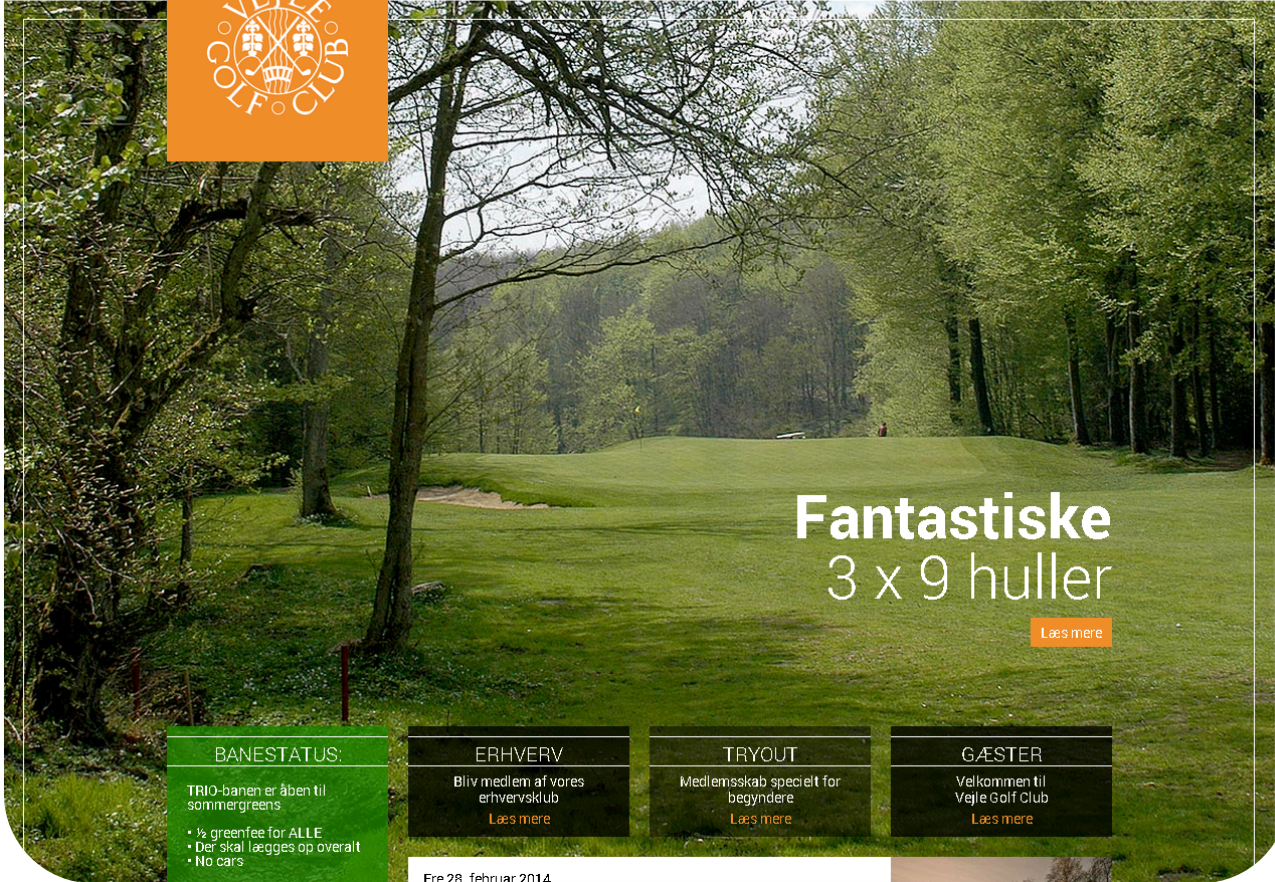 VEJLE
GOLF CLUB
Fantastiske
3 x 9 huller
Læs mere
BANESTATUS:
TRIO-banen er åben til
sommergreens
• ½ greenfee for ALLE
• Der skal lægges op overalt
• No cars
ERHVERV
Bliv medlem af vores
erhvervsklub
Læs mere
TRYOUT
Medlemsskab specielt for
begyndere
Læs mere
GÆSTER
Velkommen til
Vejle Golf Club
Læs mere
Fre 28. februar 2014